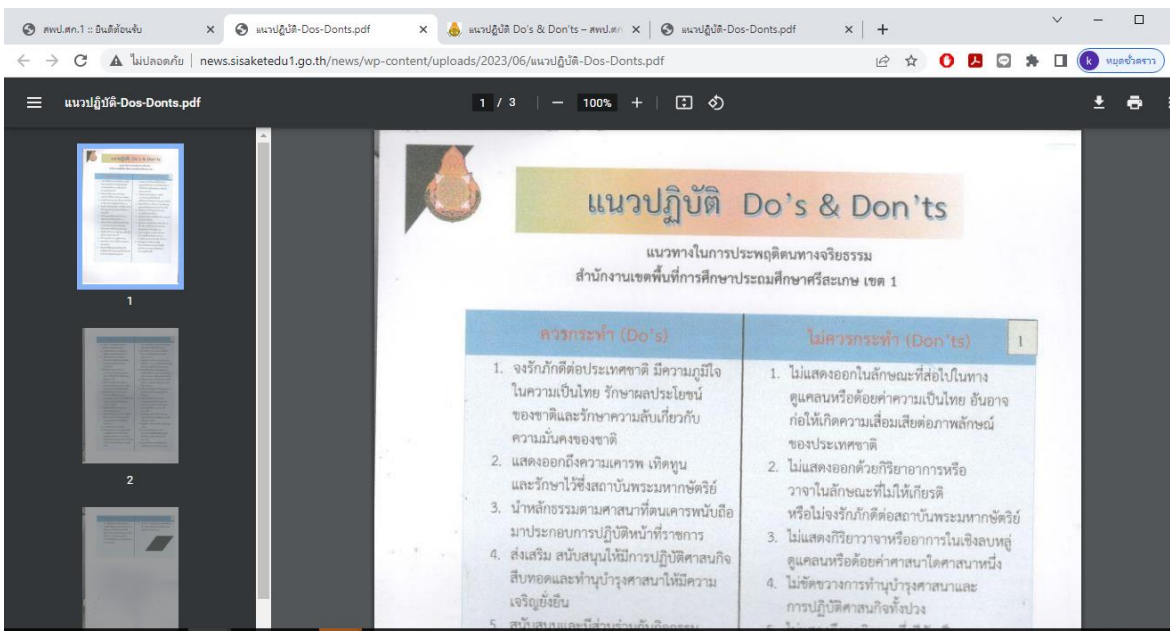 สพป.ศก.1 :: ยินดีต้อนรับ
แนวปฏิบัติ-Dos-Donts.pdf
แนวปฏิบัติ Do's & Don'ts – สพป.ศก
แนวปฏิบัติ-Dos-Donts.pdf
ไม่ปลอดภัย | news.sisaketedu1.go.th/news/wp-content/uploads/2023/06/แนวปฏิบัติ-Dos-Donts.pdf
k หยุดชั่วคราว
แนวปฏิบัติ-Dos-Donts.pdf
1 / 3
100%
1
2
แนวปฏิบัติ Do's & Don'ts
แนวทางในการประพฤติตนทางจริยธรรม
สำนักงานเขตพื้นที่การศึกษาประถมศึกษาศรีสะเกษ เขต 1
ควรกระทำ (Do's)
1. จงรักภักดีต่อประเทศชาติ มีความภูมิใจ
ในความเป็นไทย รักษาผลประโยชน์
ของชาติและรักษาความลับเกี่ยวกับ
ความมั่นคงของชาติ
2. แสดงออกถึงความเคารพ เทิดทูน
และรักษาไว้ซึ่งสถาบันพระมหากษัตริย์
3. นำหลักธรรมตามศาสนาที่ตนเคารพนับถือ
มาประกอบการปฏิบัติหน้าที่ราชการ
4. ส่งเสริม สนับสนุนให้มีการปฏิบัติศาสนกิจ
สืบทอดและทำนุบำรุงศาสนาให้มีความ
เจริญยั่งยืน
5. สนับสนุนและมีส่วนร่วมกับกิจกรรม
ไม่ควรกระทำ (Don'ts)
1
1. ไม่แสดงออกในลักษณะที่ส่อไปในทาง
ดูแคลนหรือด้อยค่าความเป็นไทย อันอาจ
ก่อให้เกิดความเสื่อมเสียต่อภาพลักษณ์
ของประเทศชาติ
2. ไม่แสดงออกด้วยกิริยาอาการหรือ
วาจาในลักษณะที่ไม่ให้เกียรติ
หรือไม่จงรักภักดีต่อสถาบันพระมหากษัตริย์
3. ไม่แสดงกิริยาวาจาหรืออาการในเชิงลบหลู่
ดูแคลนหรือด้อยค่าศาสนาใดศาสนาหนึ่ง
4. ไม่ขัดขวางการทำนุบำรุงศาสนาและ
การปฏิบัติศาสนกิจทั้งปวง